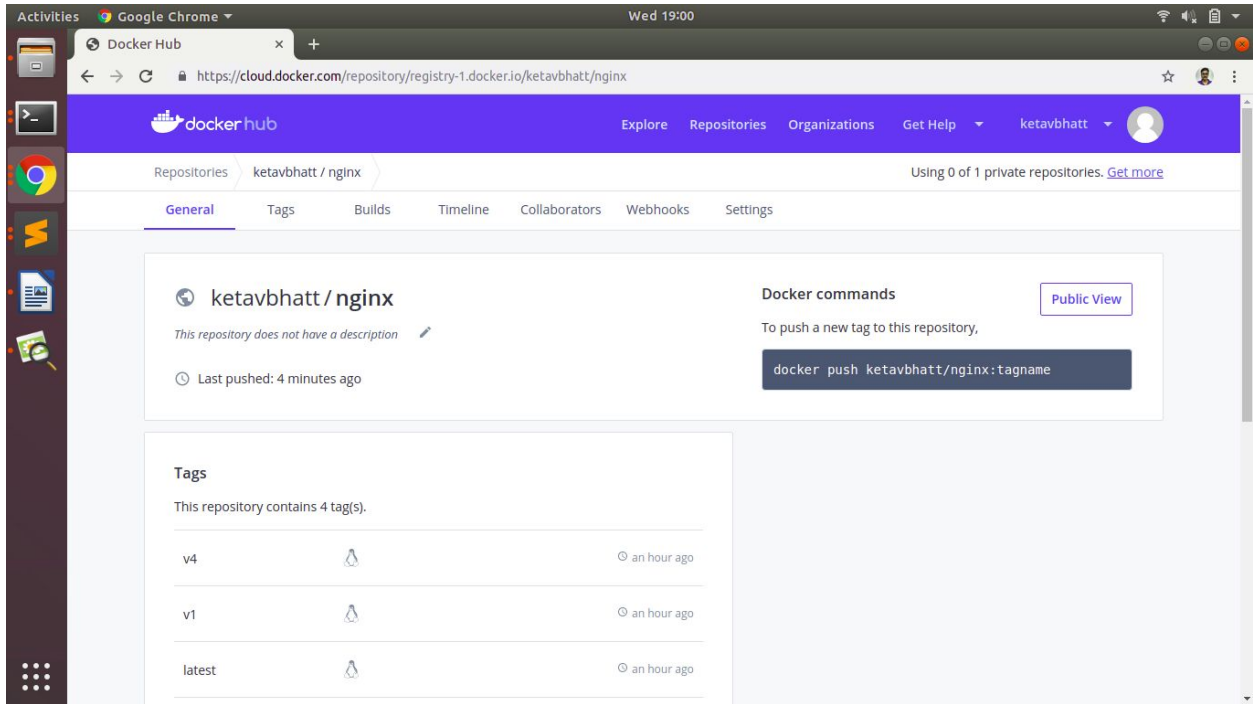 Activities Google Chrome Wed 19:00
Docker Hub
https://cloud.docker.com/repository/registry-1.docker.io/ketavbhatt/nginx
docker hub Explore Repositories Organizations Get Help ketavbhatt
Repositories ketavbhatt / nginx Using 0 of 1 private repositories. Get more
General Tags Builds Timeline Collaborators Webhooks Settings
ketavbhatt / nginx
This repository does not have a description
Last pushed: 4 minutes ago
Docker commands
Public View
To push a new tag to this repository,
docker push ketavbhatt/nginx:tagname
Tags
This repository contains 4 tag(s).
v4 an hour ago
v1 an hour ago
latest an hour ago